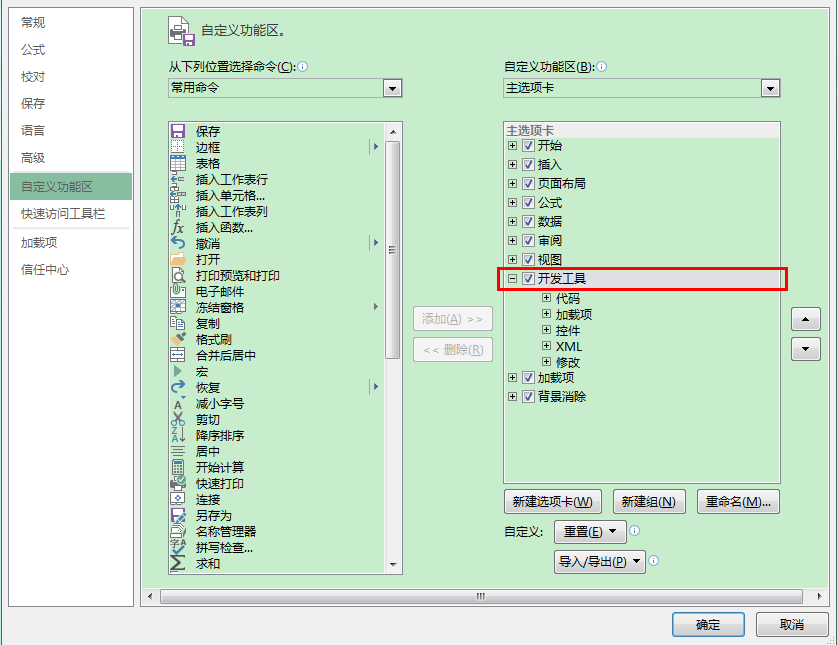 常规
公式
校对
保存
语言
高级
自定义功能区
快速访问工具栏
加载项
信任中心
自定义功能区。
从下列位置选择命令(C):
常用命令
保存
边框
表格
插入工作表行
插入单元格...
插入工作表列
插入函数...
撤消
打开
打印预览和打印
电子邮件
冻结窗格
复制
格式刷
合并后居中
宏
恢复
减小字号
剪切
降序排序
居中
开始计算
快速打印
连接
另存为
名称管理器
拼写检查...
求和
添加(A) >>
<< 删除(R)
自定义功能区(B):
主选项卡
主选项卡
开始
插入
页面布局
公式
数据
审阅
视图
开发工具
代码
加载项
控件
XML
修改
加载项
背景消除
新建选项卡(W)
新建组(N)
重命名(M)...
自定义:
重置(E)
导入/导出(P)
确定
取消